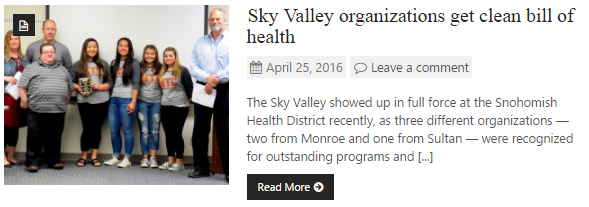 Sky Valley organizations get clean bill of
health
April 25, 2016 Leave a comment
The Sky Valley showed up in full force at the Snohomish
Health District recently, as three different organizations —
two from Monroe and one from Sultan — were recognized
for outstanding programs and [...]
Read More